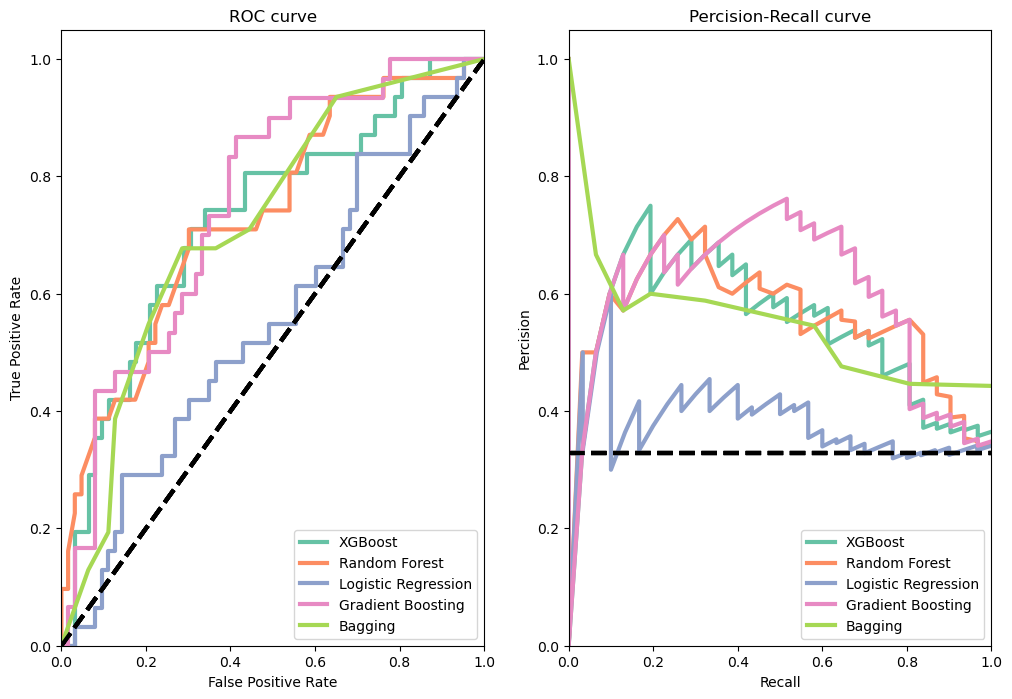 ROC curve
True Positive Rate
1.0
0.8
0.6
0.4
0.2
0.0
XGBoost
Random Forest
Logistic Regression
Gradient Boosting
Bagging
0.0 0.2 0.4 0.6 0.8 1.0
False Positive Rate
Percision-Recall curve
Percision
1.0
0.8
0.6
0.4
0.2
0.0
XGBoost
Random Forest
Logistic Regression
Gradient Boosting
Bagging
0.0 0.2 0.4 0.6 0.8 1.0
Recall